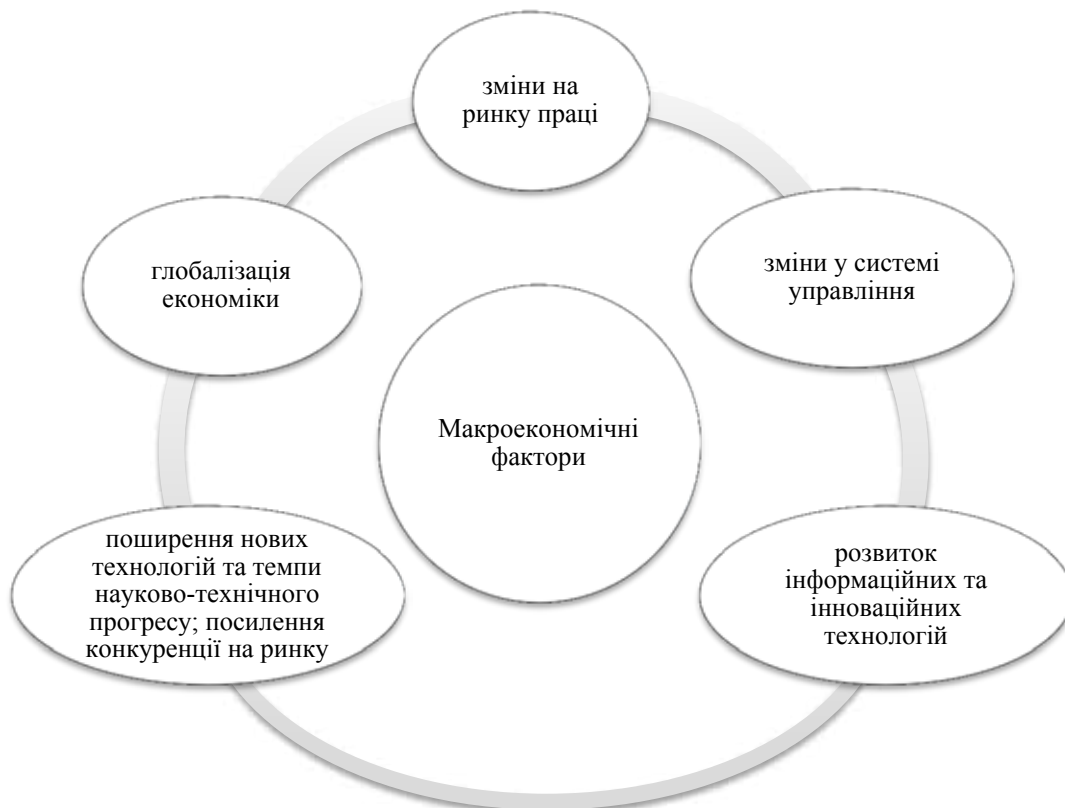 зміни на
ринку праці
глобалізація
економіки
зміни у системі
управління
Макроекономічні
фактори
поширення нових
технологій та темпи
науково-технічного
прогресу; посилення
конкуренції на ринку
розвиток
інформаційних та
інноваційних
технологій